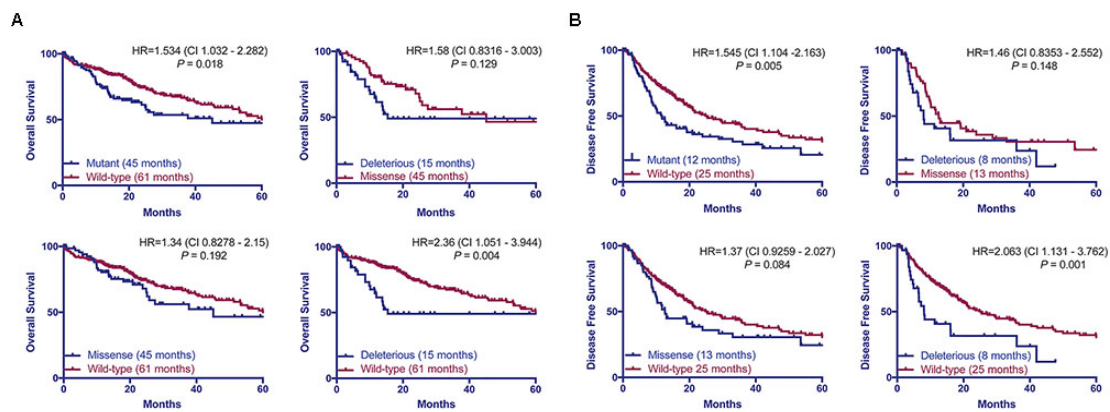 A
HR=1.534 (CI 1.032 - 2.282)
P = 0.018
Overall Survival
100
50
0
Mutant (45 months)
Wild-type (61 months)
0 20 40 60
Months
HR=1.58 (CI 0.8316 - 3.003)
P = 0.129
Overall Survival
100
50
0
Deleterious (15 months)
Missense (45 months)
0 20 40 60
Months
HR=1.34 (CI 0.8278 - 2.15)
P = 0.192
Overall Survival
100
50
0
Missense (45 months)
Wild-type (61 months)
0 20 40 60
Months
HR=2.36 (CI 1.051 - 3.944)
P = 0.004
Overall Survival
100
50
0
Deleterious (15 months)
Wild-type (61 months)
0 20 40 60
Months
B
HR=1.545 (CI 1.104 -2.163)
P = 0.005
Disease Free Survival
100
50
0
Mutant (12 months)
Wild-type (25 months)
0 20 40 60
Months
HR=1.46 (CI 0.8353 - 2.552)
P = 0.148
Disease Free Survival
100
50
0
Deleterious (8 months)
Missense (13 months)
0 20 40 60
Months
HR=1.37 (CI 0.9259 - 2.027)
P = 0.084
Disease Free Survival
100
50
0
Missense (13 months)
Wild-type 25 months)
0 20 40 60
Months
HR=2.063 (CI 1.131 - 3.762)
P = 0.001
Disease Free Survival
100
50
0
Deleterious (8 months)
Wild-type (25 months)
0 20 40 60
Months